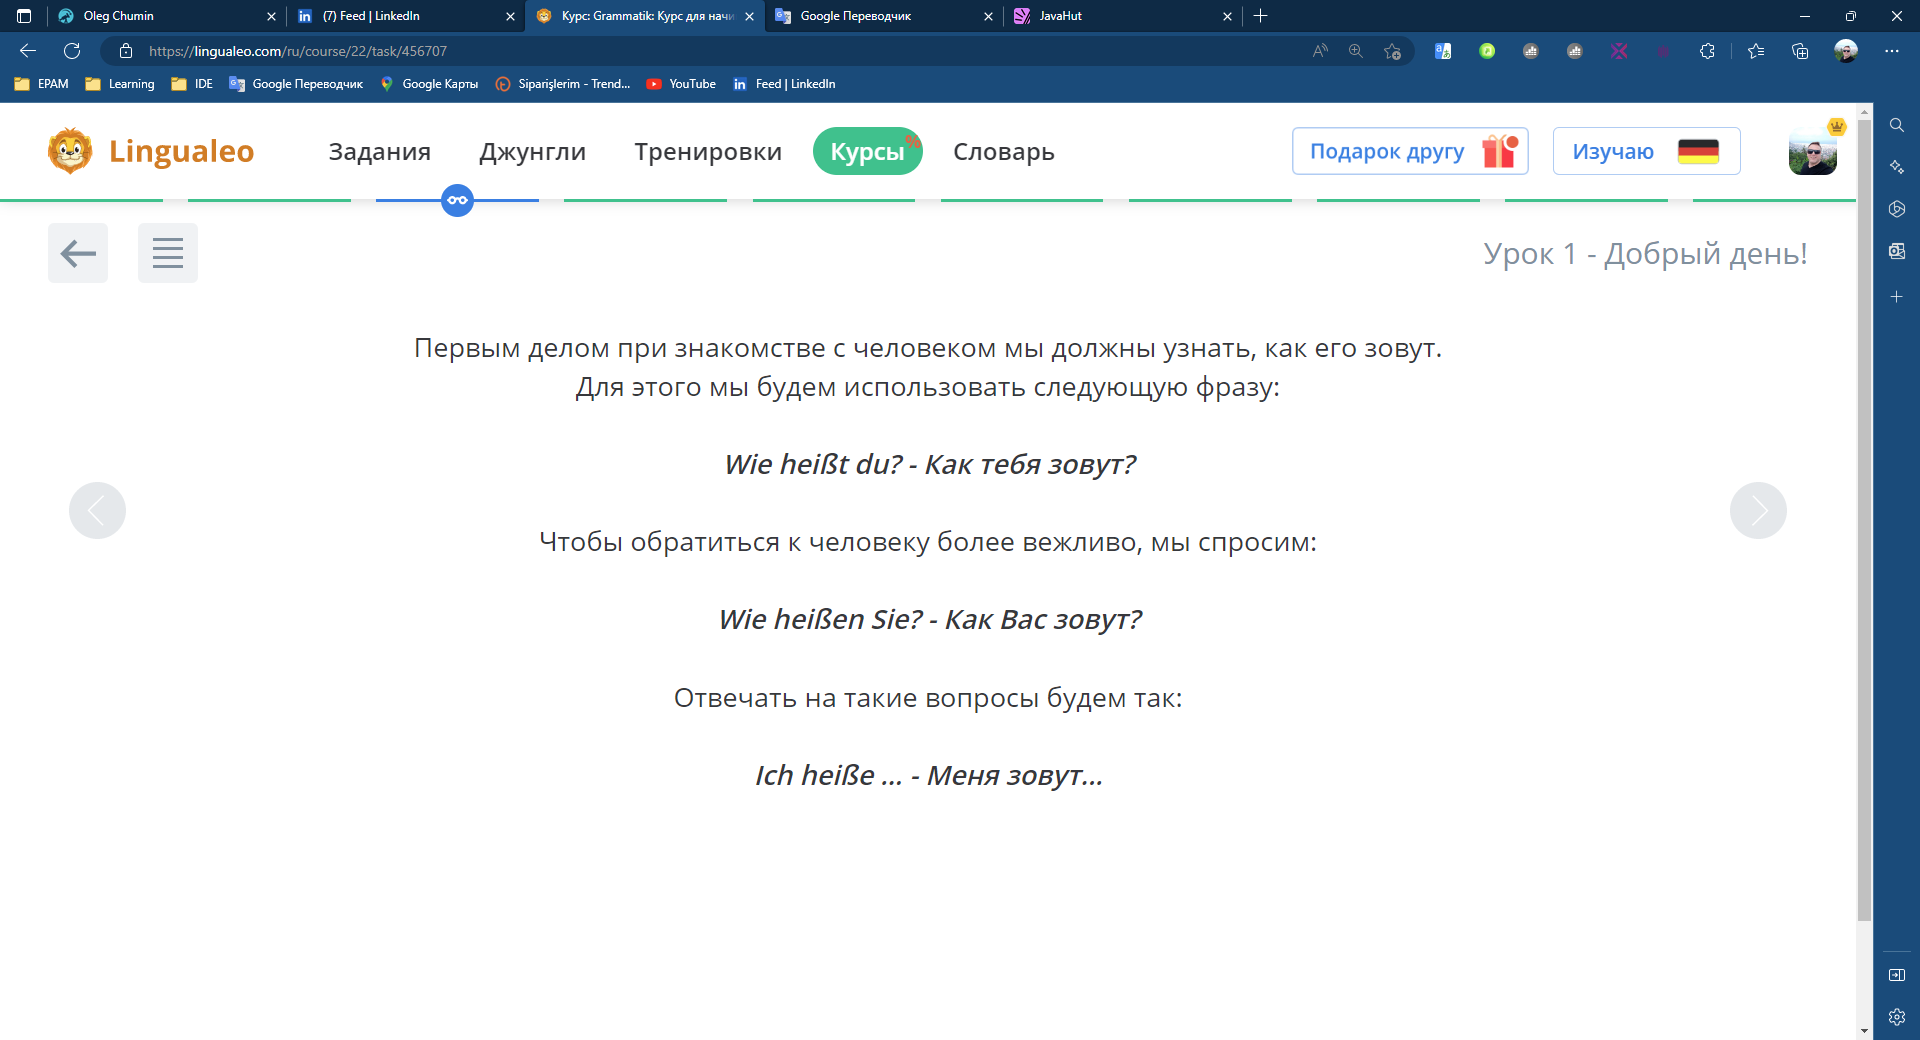 Oleg Chumin
(7) Feed | LinkedIn
Курс: Grammatik: Курс для начи
Google Переводчик
JavaHut
https://lingualeo.com/ru/course/22/task/456707
EPAM
Learning
IDE
Google Переводчик
Google Карты
Siparişlerim - Trend...
YouTube
Feed | LinkedIn
Lingualeo
Задания
Джунгли
Тренировки
Курсы
%
Словарь
Подарок другу
Изучаю
Урок 1 - Добрый день!
Первым делом при знакомстве с человеком мы должны узнать, как его зовут.
Для этого мы будем использовать следующую фразу:
Wie heißt du? - Как тебя зовут?
Чтобы обратиться к человеку более вежливо, мы спросим:
Wie heißen Sie? - Как Вас зовут?
Отвечать на такие вопросы будем так:
Ich heiße ... - Меня зовут...